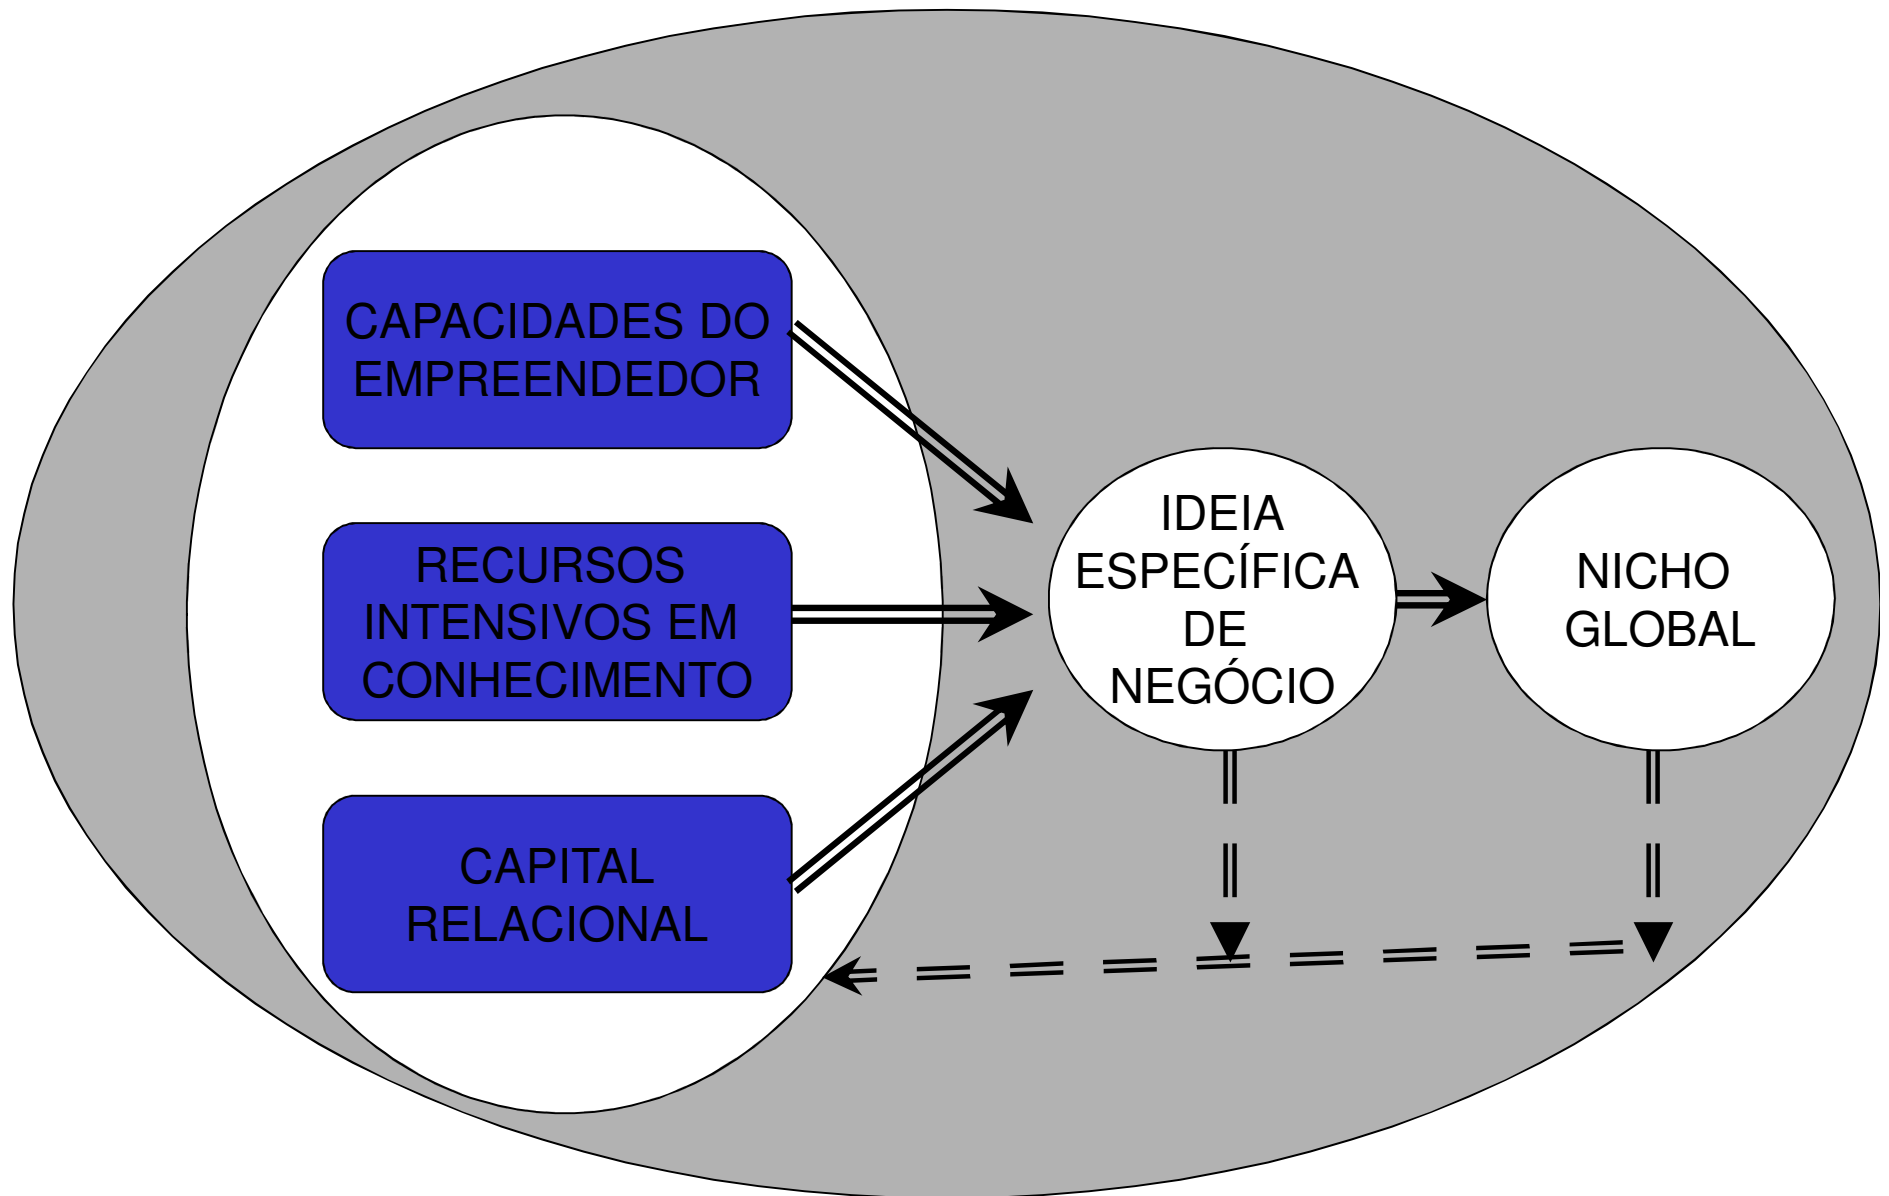 CAPACIDADES DO
EMPREENDEDOR
RECURSOS
INTENSIVOS EM
CONHECIMENTO
CAPITAL
RELACIONAL
IDEIA
ESPECÍFICA
DE
NEGÓCIO
NICHO
GLOBAL